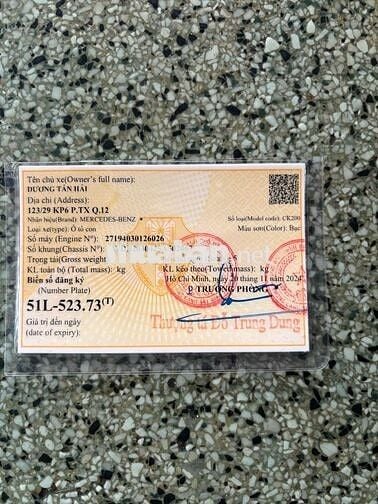 Tên chủ xe(Owner's full name):
DƯƠNG TẤN HẢI
Địa chỉ (Address):
123/29 KP6 P.TX Q.12
Nhãn hiệu(Brand): MERCEDES-BENZ
Số loại(Model code): CK200
Loại xe(type): Ô tô con
Màu sơn(Color): Bạc
Số máy (Engine N°): 27194030126026
Số khung(Chassis N°):
Trọng tải(Gross weight
KL toàn bộ (Total mass): kg
KL kéo theo(Towed mass): kg
Biển số đăng ký
Hồ Chí Minh, ngày 20 tháng 11 năm 2024
(Number Plate)
P TRƯỞNG PHÒNG
51L-523.73(T)
Giá trị đến ngày
Thượng tá Đỗ Trung Dung
(date of expiry):